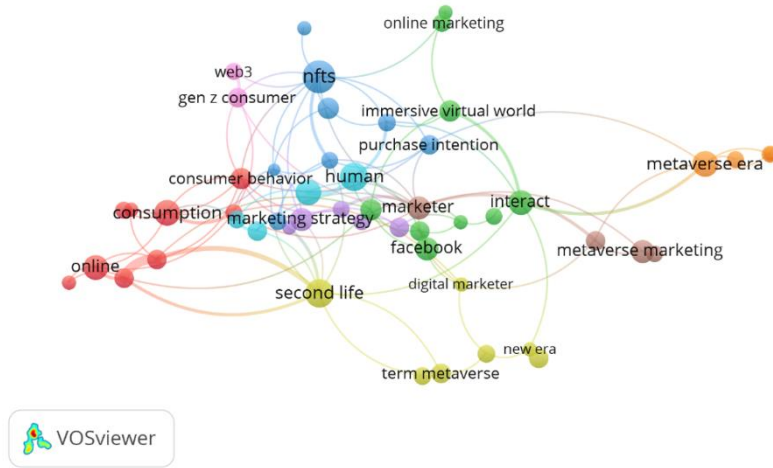 online marketing
web3
nfts
gen z consumer
immersive virtual world
purchase intention
metaverse era
consumer behavior
human
consumption
marketing strategy
marketer
interact
facebook
metaverse marketing
online
second life
digital marketer
new era
term metaverse
VOSviewer